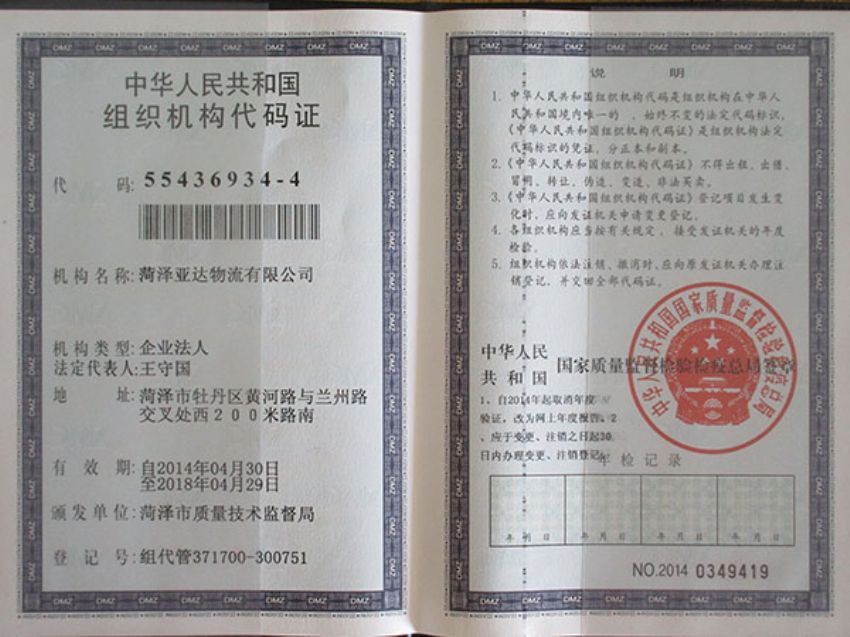 中华人民共和国
组织机构代码证
代 码: 55436934-4
机构名称: 菏泽亚达物流有限公司
机构类型: 企业法人
法定代表人: 王守国
地 址: 菏泽市牡丹区黄河路与兰州路
交叉处西200米路南
有 效 期: 自2014年04月30日
至2018年04月29日
颁发单位: 菏泽市质量技术监督局
登 记 号: 组代管371700-300751
说 明
1. 中华人民共和国组织机构代码是组织机构在中华人
民共和国境内唯一的、始终不变的法定代码标识,
《中华人民共和国组织机构代码证》是组织机构法定
代码标识的凭证, 分正本和副本。
2. 《中华人民共和国组织机构代码证》不得出租、出借、
冒用、转让、伪造、变造、非法买卖。
3. 《中华人民共和国组织机构代码证》登记项目发生变
化时, 应向发证机关申请变更登记。
4. 各组织机构应当按有关规定, 接受发证机关的年度
检验。
5. 组织机构依法注销、撤消时, 应向原发证机关办理注
销登记, 并交回全部代码证。
中华人民
共和国 国家质量监督检验检疫总局签章
中华人民共和国国家质量监督检验检疫总局
1、自2014年起取消年度
验证, 改为网上年度报告。2
、应于变更、注销之日起30
日内办理变更、注销登记。
年检记录
年 月 日 年 月 日 年 月 日 年 月 日
NO.2014 0349419